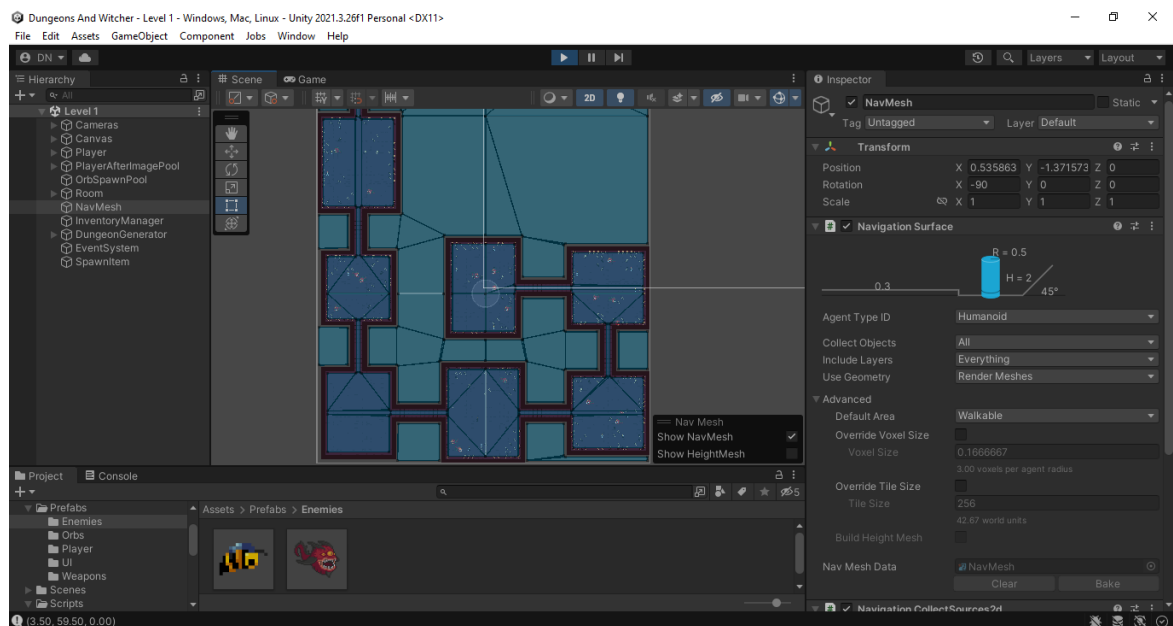 Dungeons And Witcher - Level 1 - Windows, Mac, Linux - Unity 2021.3.26f1 Personal <DX11>
File Edit Assets GameObject Component Jobs Window Help
DN Layers Layout
Hierarchy
All
Level 1
Cameras
Canvas
Player
PlayerAfterImagePool
OrbSpawnPool
Room
NavMesh
InventoryManager
DungeonGenerator
EventSystem
SpawnItem
Scene Game
2D
Nav Mesh
Show NavMesh
Show HeightMesh
Inspector
NavMesh Static
Tag Untagged Layer Default
Transform
Position X 0.535863 Y -1.371573 Z 0
Rotation X -90 Y 0 Z 0
Scale X 1 Y 1 Z 1
Navigation Surface
R = 0.5
H = 2
0.3 45°
Agent Type ID Humanoid
Collect Objects All
Include Layers Everything
Use Geometry Render Meshes
Advanced
Default Area Walkable
Override Voxel Size
Voxel Size 0.1666667
3.00 voxels per agent radius
Override Tile Size
Tile Size 256
42.67 world units
Build Height Mesh
Nav Mesh Data NavMesh
Clear Bake
Navigation CollectSources2d
Project Console
5
Prefabs
Enemies
Orbs
Player
UI
Weapons
Scenes
Scripts
Assets > Prefabs > Enemies
(3.50, 59.50, 0.00)